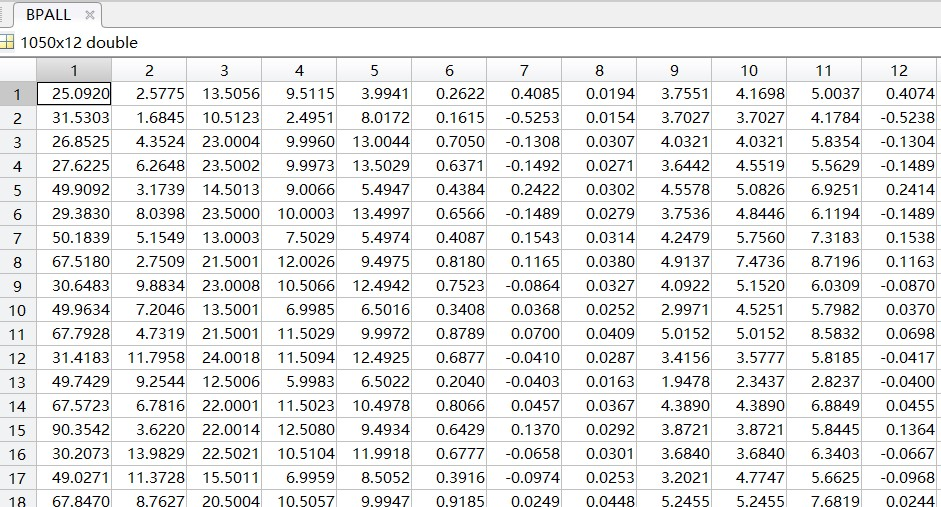 BPALL
1050x12 double
1 2 3 4 5 6 7 8 9 10 11 12
1 25.0920 2.5775 13.5056 9.5115 3.9941 0.2622 0.4085 0.0194 3.7551 4.1698 5.0037 0.4074
2 31.5303 1.6845 10.5123 2.4951 8.0172 0.1615 -0.5253 0.0154 3.7027 3.7027 4.1784 -0.5238
3 26.8525 4.3524 23.0004 9.9960 13.0044 0.7050 -0.1308 0.0307 4.0321 4.0321 5.8354 -0.1304
4 27.6225 6.2648 23.5002 9.9973 13.5029 0.6371 -0.1492 0.0271 3.6442 4.5519 5.5629 -0.1489
5 49.9092 3.1739 14.5013 9.0066 5.4947 0.4384 0.2422 0.0302 4.5578 5.0826 6.9251 0.2414
6 29.3830 8.0398 23.5000 10.0003 13.4997 0.6566 -0.1489 0.0279 3.7536 4.8446 6.1194 -0.1489
7 50.1839 5.1549 13.0003 7.5029 5.4974 0.4087 0.1543 0.0314 4.2479 5.7560 7.3183 0.1538
8 67.5180 2.7509 21.5001 12.0026 9.4975 0.8180 0.1165 0.0380 4.9137 7.4736 8.7196 0.1163
9 30.6483 9.8834 23.0008 10.5066 12.4942 0.7523 -0.0864 0.0327 4.0922 5.1520 6.0309 -0.0870
10 49.9634 7.2046 13.5001 6.9985 6.5016 0.3408 0.0368 0.0252 2.9971 4.5251 5.7982 0.0370
11 67.7928 4.7319 21.5001 11.5029 9.9972 0.8789 0.0700 0.0409 5.0152 5.0152 8.5832 0.0698
12 31.4183 11.7958 24.0018 11.5094 12.4925 0.6877 -0.0410 0.0287 3.4156 3.5777 5.8185 -0.0417
13 49.7429 9.2544 12.5006 5.9983 6.5022 0.2040 -0.0403 0.0163 1.9478 2.3437 2.8237 -0.0400
14 67.5723 6.7816 22.0001 11.5023 10.4978 0.8066 0.0457 0.0367 4.3890 4.3890 6.8849 0.0455
15 90.3542 3.6220 22.0014 12.5080 9.4934 0.6429 0.1370 0.0292 3.8721 3.8721 5.8445 0.1364
16 30.2073 13.9829 22.5021 10.5104 11.9918 0.6777 -0.0658 0.0301 3.6840 3.6840 6.3403 -0.0667
17 49.0271 11.3728 15.5011 6.9959 8.5052 0.3916 -0.0974 0.0253 3.2021 4.7747 5.6625 -0.0968
18 67.8470 8.7627 20.5004 10.5057 9.9947 0.9185 0.0249 0.0448 5.2455 5.2455 7.6819 0.0244